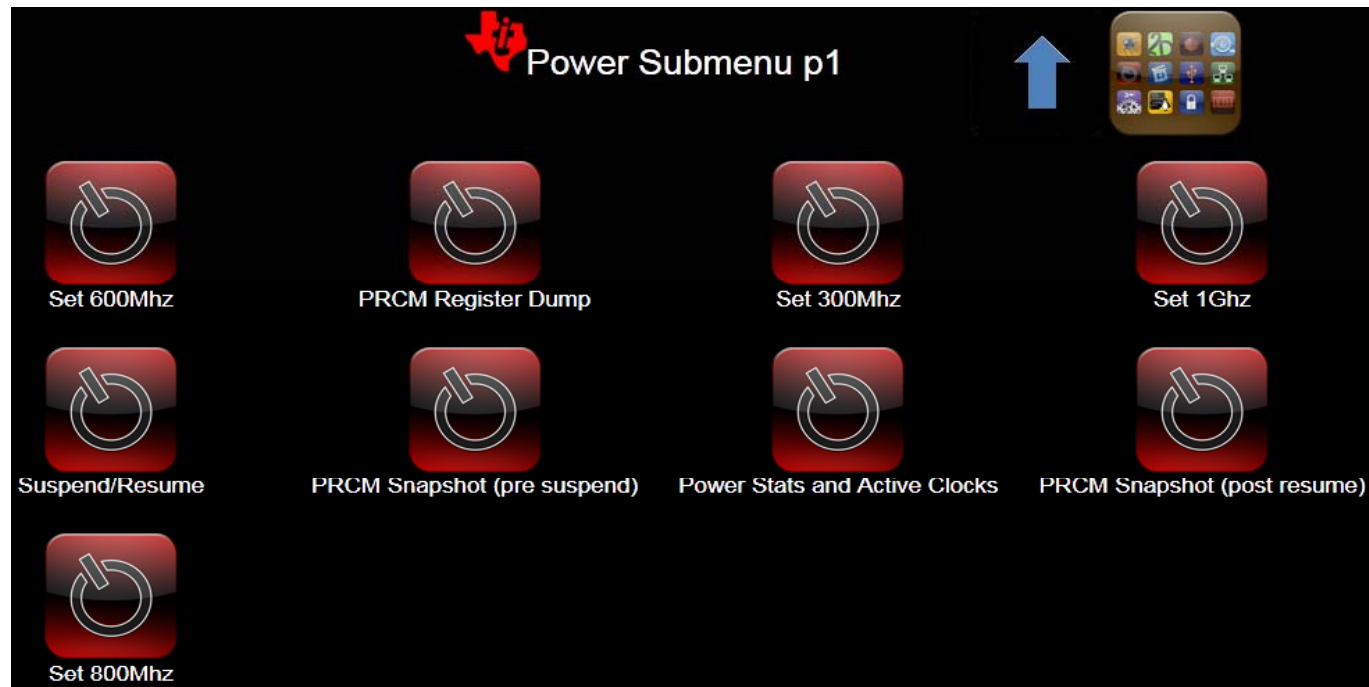 Power Submenu p1
Set 600Mhz
PRCM Register Dump
Set 300Mhz
Set 1Ghz
Suspend/Resume
PRCM Snapshot (pre suspend)
Power Stats and Active Clocks
PRCM Snapshot (post resume)
Set 800Mhz